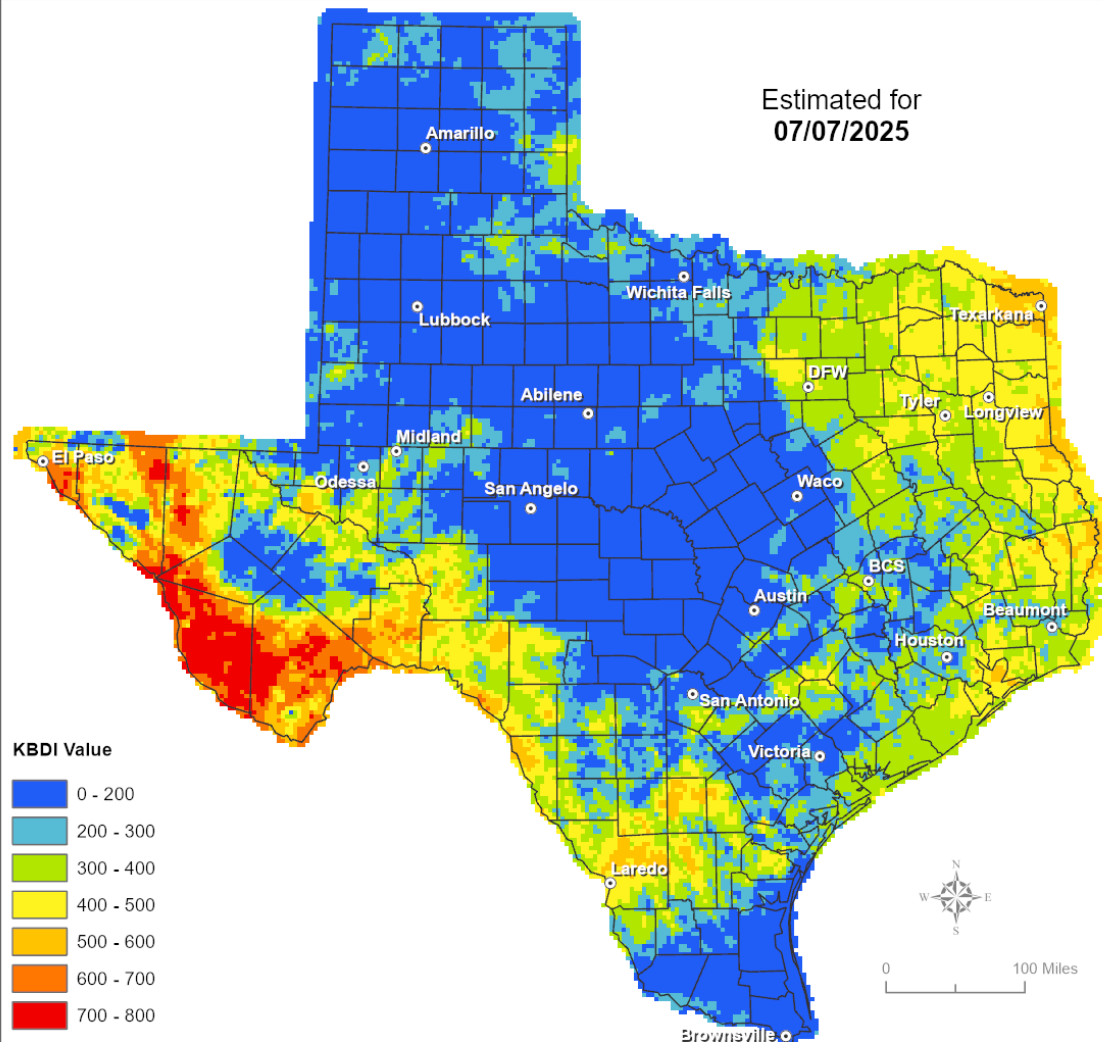 Estimated for
07/07/2025
Amarillo
Wichita Falls
Lubbock
Texarkana
DFW
Abilene
Tyler
Longview
Midland
El Paso
Odessa
Waco
San Angelo
BCS
Austin
Beaumont
Houston
San Antonio
Victoria
KBDI Value
0 - 200
200 - 300
300 - 400
400 - 500
500 - 600
600 - 700
700 - 800
Laredo
N
W E
S
0 100 Miles
Brownsville